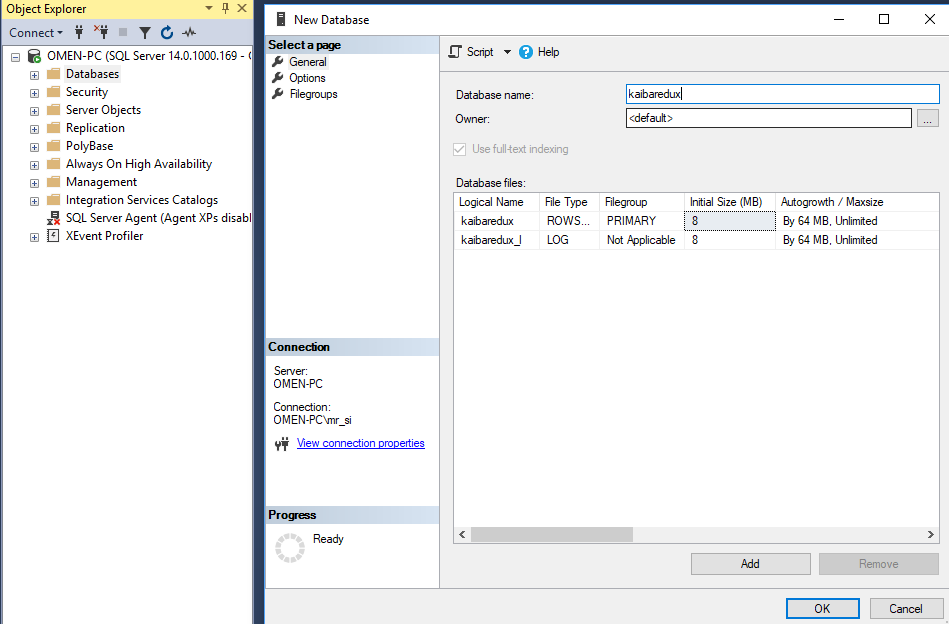 Object Explorer
Connect
OMEN-PC (SQL Server 14.0.1000.169 -
Databases
Security
Server Objects
Replication
PolyBase
Always On High Availability
Management
Integration Services Catalogs
SQL Server Agent (Agent XPs disabl
XEvent Profiler
New Database
Select a page
General
Options
Filegroups
Connection
Server:
OMEN-PC
Connection:
OMEN-PC\mr_si
View connection properties
Progress
Ready
Script Help
Database name: kaibaredux
Owner: <default> ...
Use full-text indexing
Database files:
Logical Name File Type Filegroup Initial Size (MB) Autogrowth / Maxsize
kaibaredux ROWS... PRIMARY 8 By 64 MB, Unlimited
kaibaredux_l LOG Not Applicable 8 By 64 MB, Unlimited
Add Remove
OK Cancel